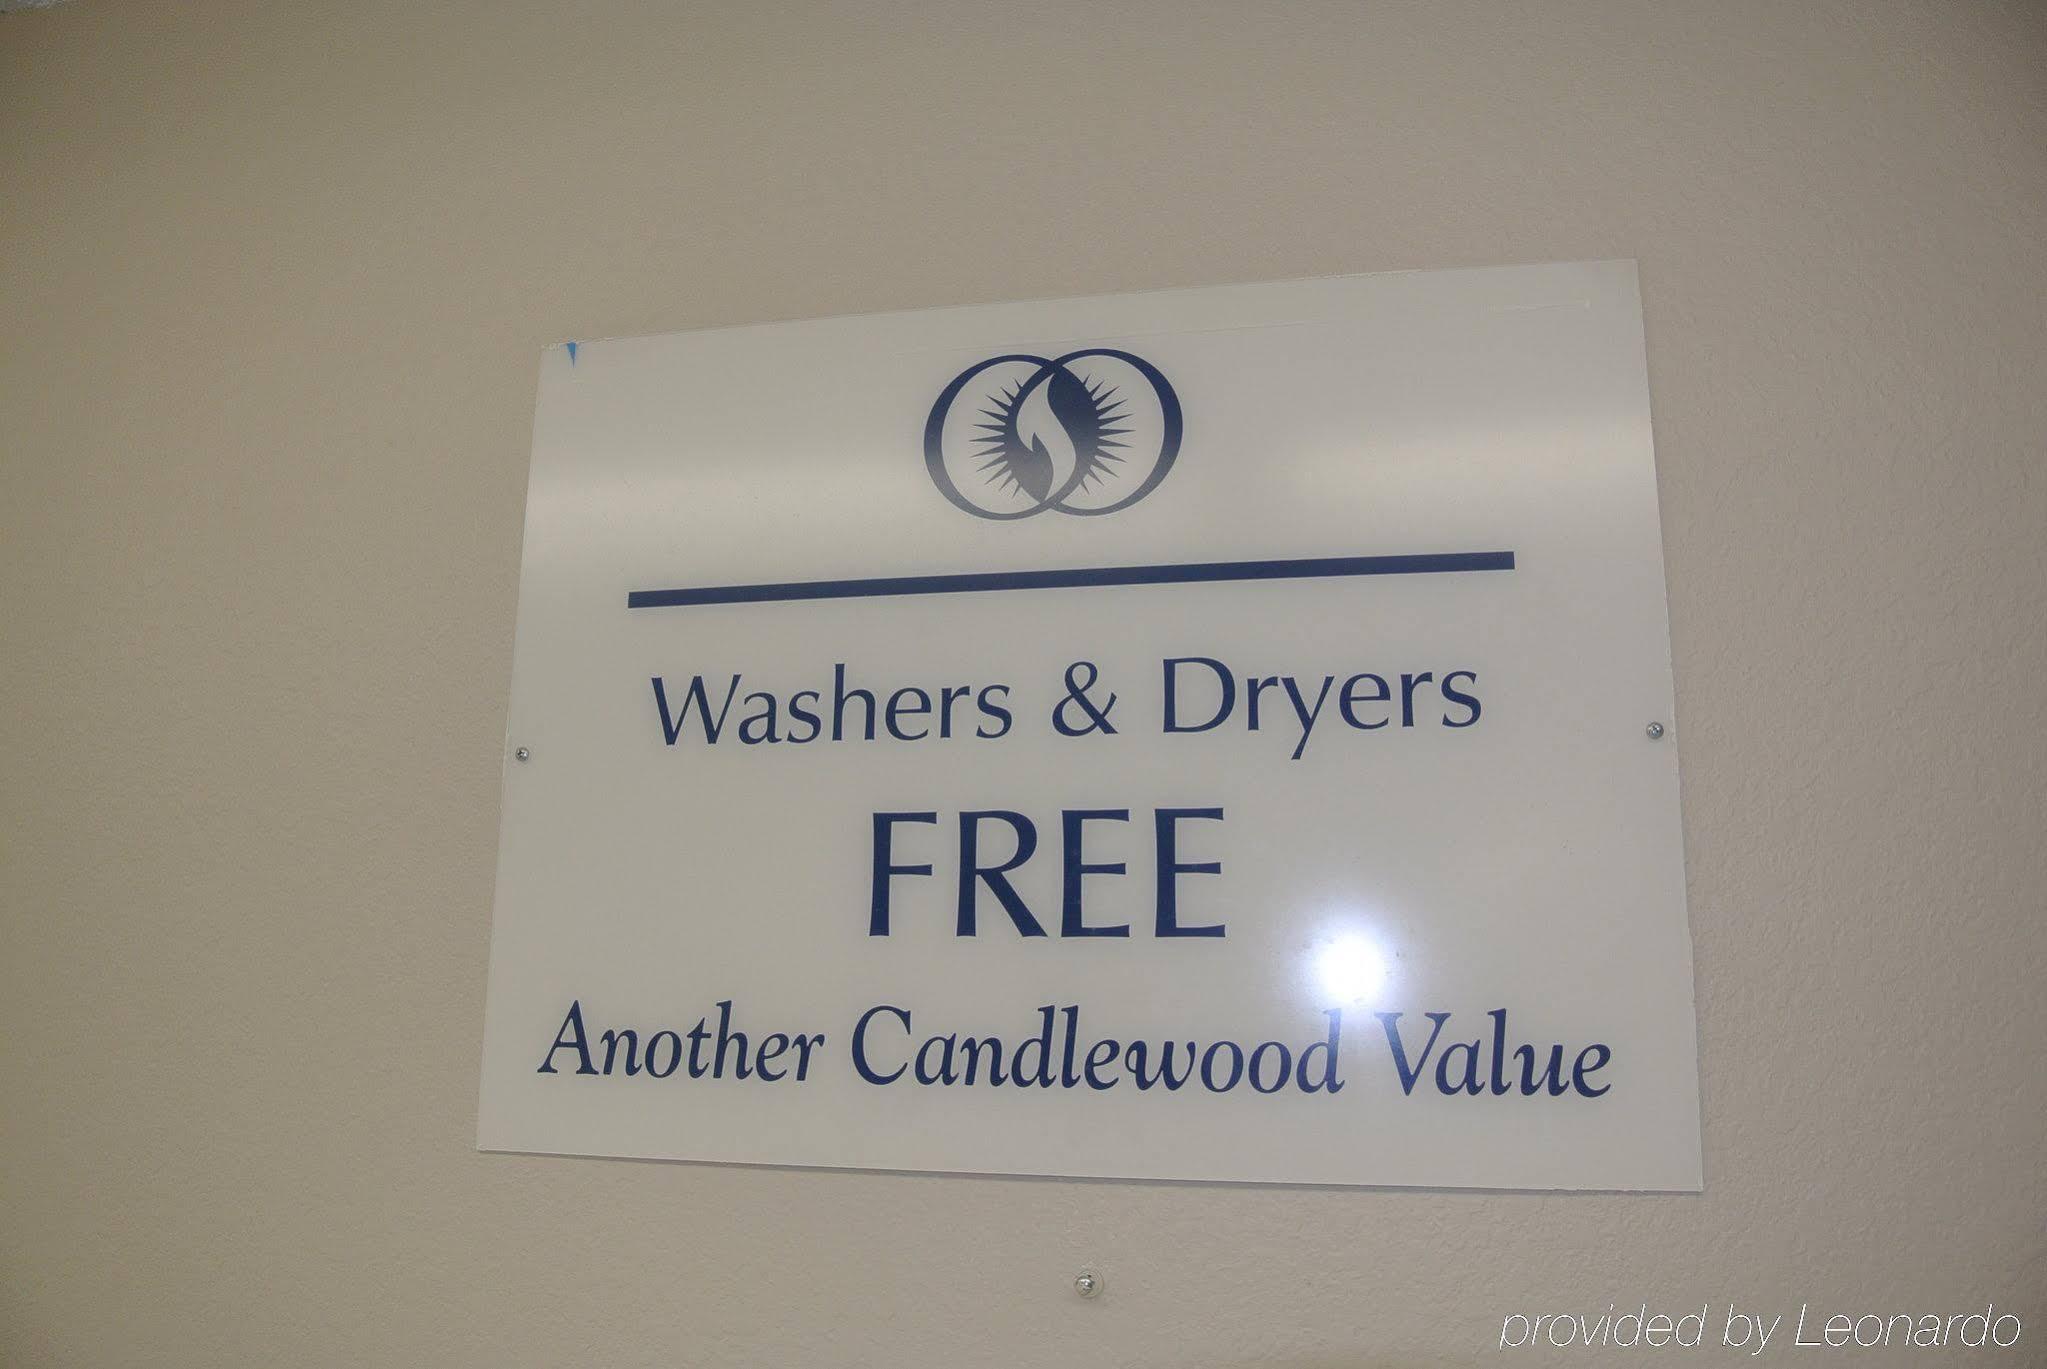 Washers & Dryers
FREE
Another Candlewood Value
provided by Leonardo